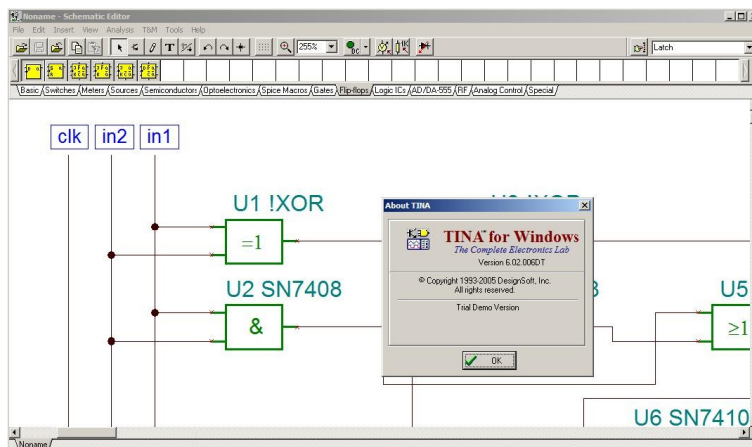 Noname - Schematic Editor
File Edit Insert View Analysis T&M Tools Help
255%
DC
Latch
Basic Switches Meters Sources Semiconductors Optoelectronics Spice Macros Gates Flip-flops Logic ICs AD/DA-555 RF Analog Control Special
clk in2 in1
U1 !XOR
=1
U2 SN7408
&
About TINA
TINA™ for Windows
The Complete Electronics Lab
Version 6.02.006DT
© Copyright 1993-2005 DesignSoft, Inc.
All rights reserved.
Trial Demo Version
OK
U5
≥1
U6 SN7410
Noname